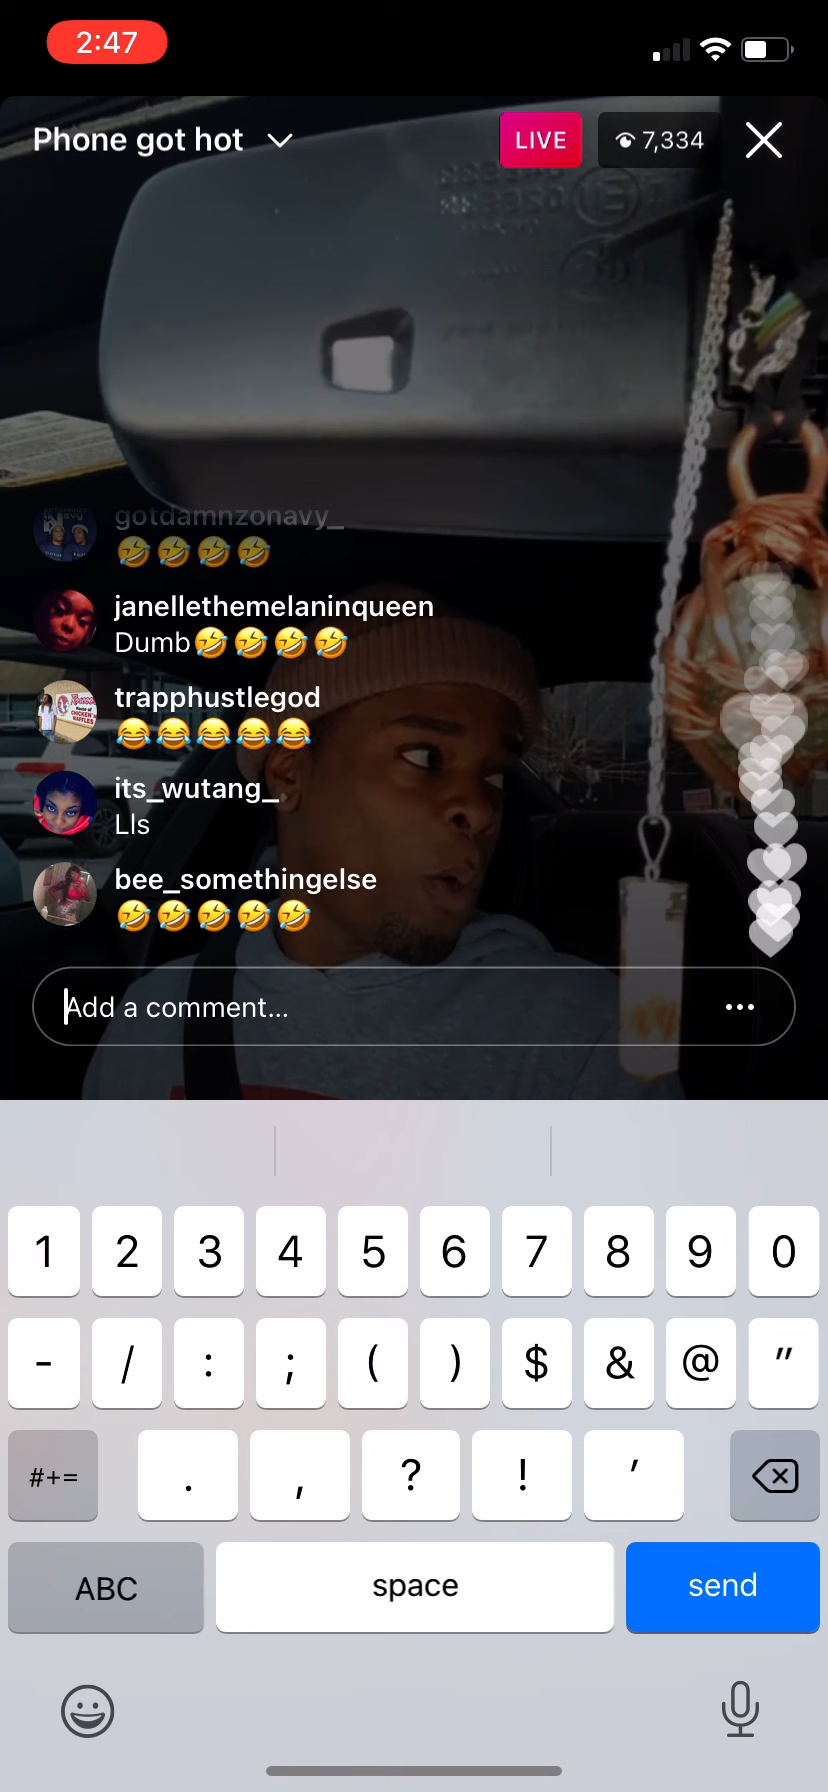 2:47
Phone got hot
LIVE
7,334
gotdamnzonavy_
🤣🤣🤣🤣
janellethemelaninqueen
Dumb🤣🤣🤣🤣
trapphustlegod
😂😂😂😂😂
its_wutang_
Lls
bee_somethingelse
🤣🤣🤣🤣🤣
Add a comment...
1 2 3 4 5 6 7 8 9 0
- / : ; ( ) $ & @ "
#+= . , ? ! '
ABC space send